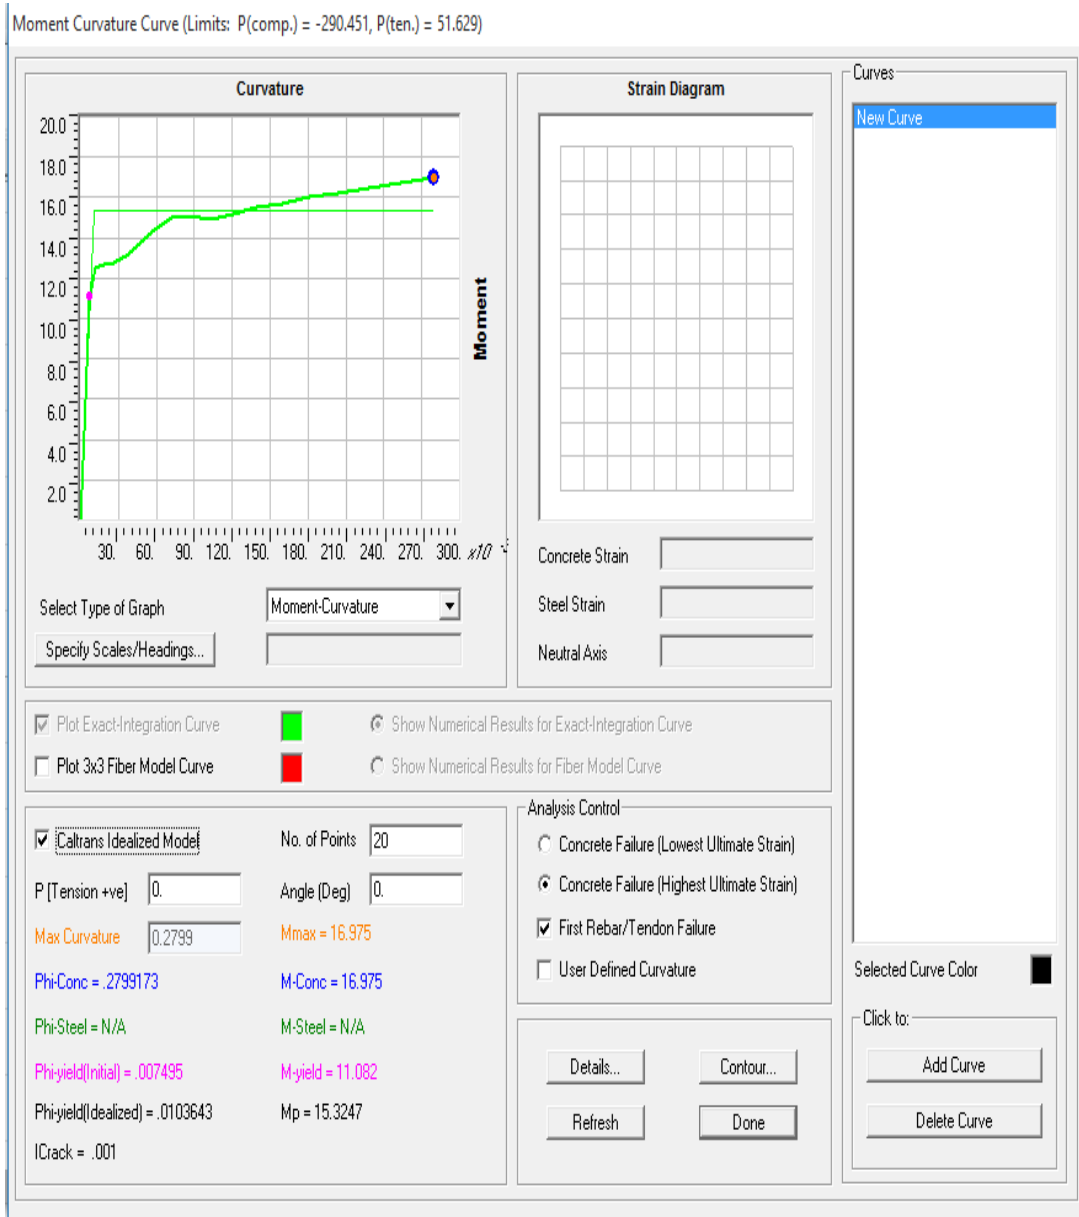 Moment Curvature Curve (Limits:  P(comp.) = -290.451, P(ten.) = 51.629)
Curvature
20.0
18.0
16.0
14.0
12.0
10.0
8.0
6.0
4.0
2.0
Moment
30. 60. 90. 120. 150. 180. 210. 240. 270. 300. x10
Select Type of Graph
Moment-Curvature
Specify Scales/Headings...
Strain Diagram
Concrete Strain
Steel Strain
Neutral Axis
Plot Exact-Integration Curve
Show Numerical Results for Exact-Integration Curve
Plot 3x3 Fiber Model Curve
Show Numerical Results for Fiber Model Curve
Caltrans Idealized Model
No. of Points 20
P [Tension +ve] 0.
Angle (Deg) 0.
Max Curvature 0.2799
Mmax = 16.975
Phi-Conc = .2799173
M-Conc = 16.975
Phi-Steel = N/A
M-Steel = N/A
Phi-yield(Initial) = .007495
M-yield = 11.082
Phi-yield(Idealized) = .0103643
Mp = 15.3247
ICrack = .001
Analysis Control
Concrete Failure (Lowest Ultimate Strain)
Concrete Failure (Highest Ultimate Strain)
First Rebar/Tendon Failure
User Defined Curvature
Details...
Contour...
Refresh
Done
Curves
New Curve
Selected Curve Color
Click to:
Add Curve
Delete Curve